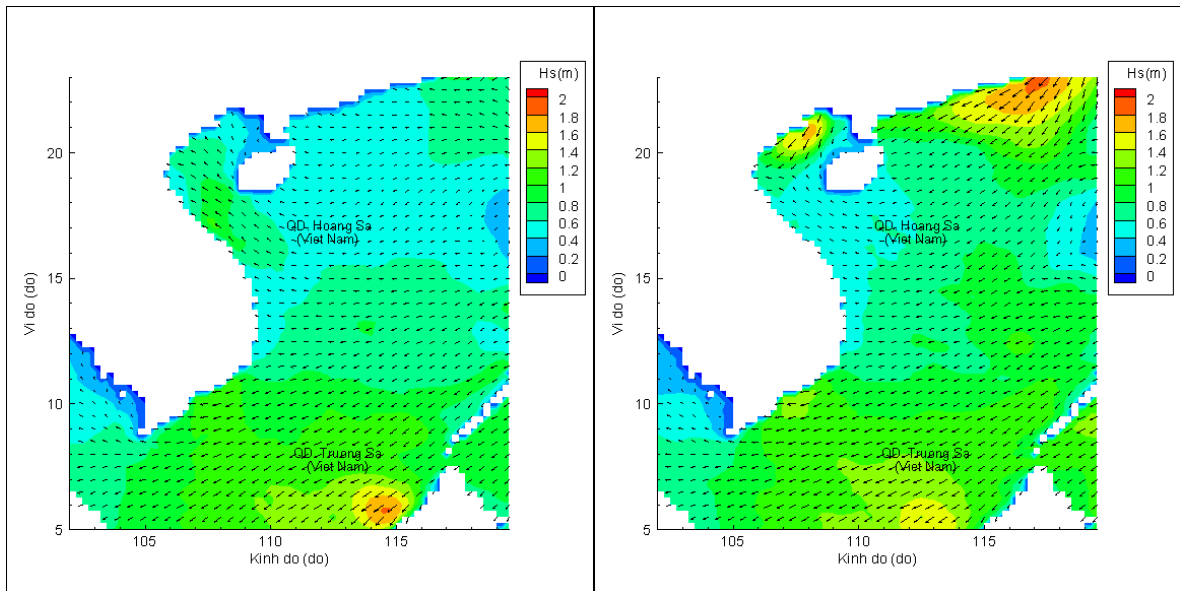 Hs(m)
2
1.8
1.6
1.4
1.2
1
0.8
0.6
0.4
0.2
0
20
15
10
5
Vi do (do)
QD. Hoang Sa
(Viet Nam)
QD. Truong Sa
(Viet Nam)
105
110
115
Kinh do (do)
Hs(m)
2
1.8
1.6
1.4
1.2
1
0.8
0.6
0.4
0.2
0
20
15
10
5
Vi do (do)
QD. Hoang Sa
(Viet Nam)
QD. Truong Sa
(Viet Nam)
105
110
115
Kinh do (do)